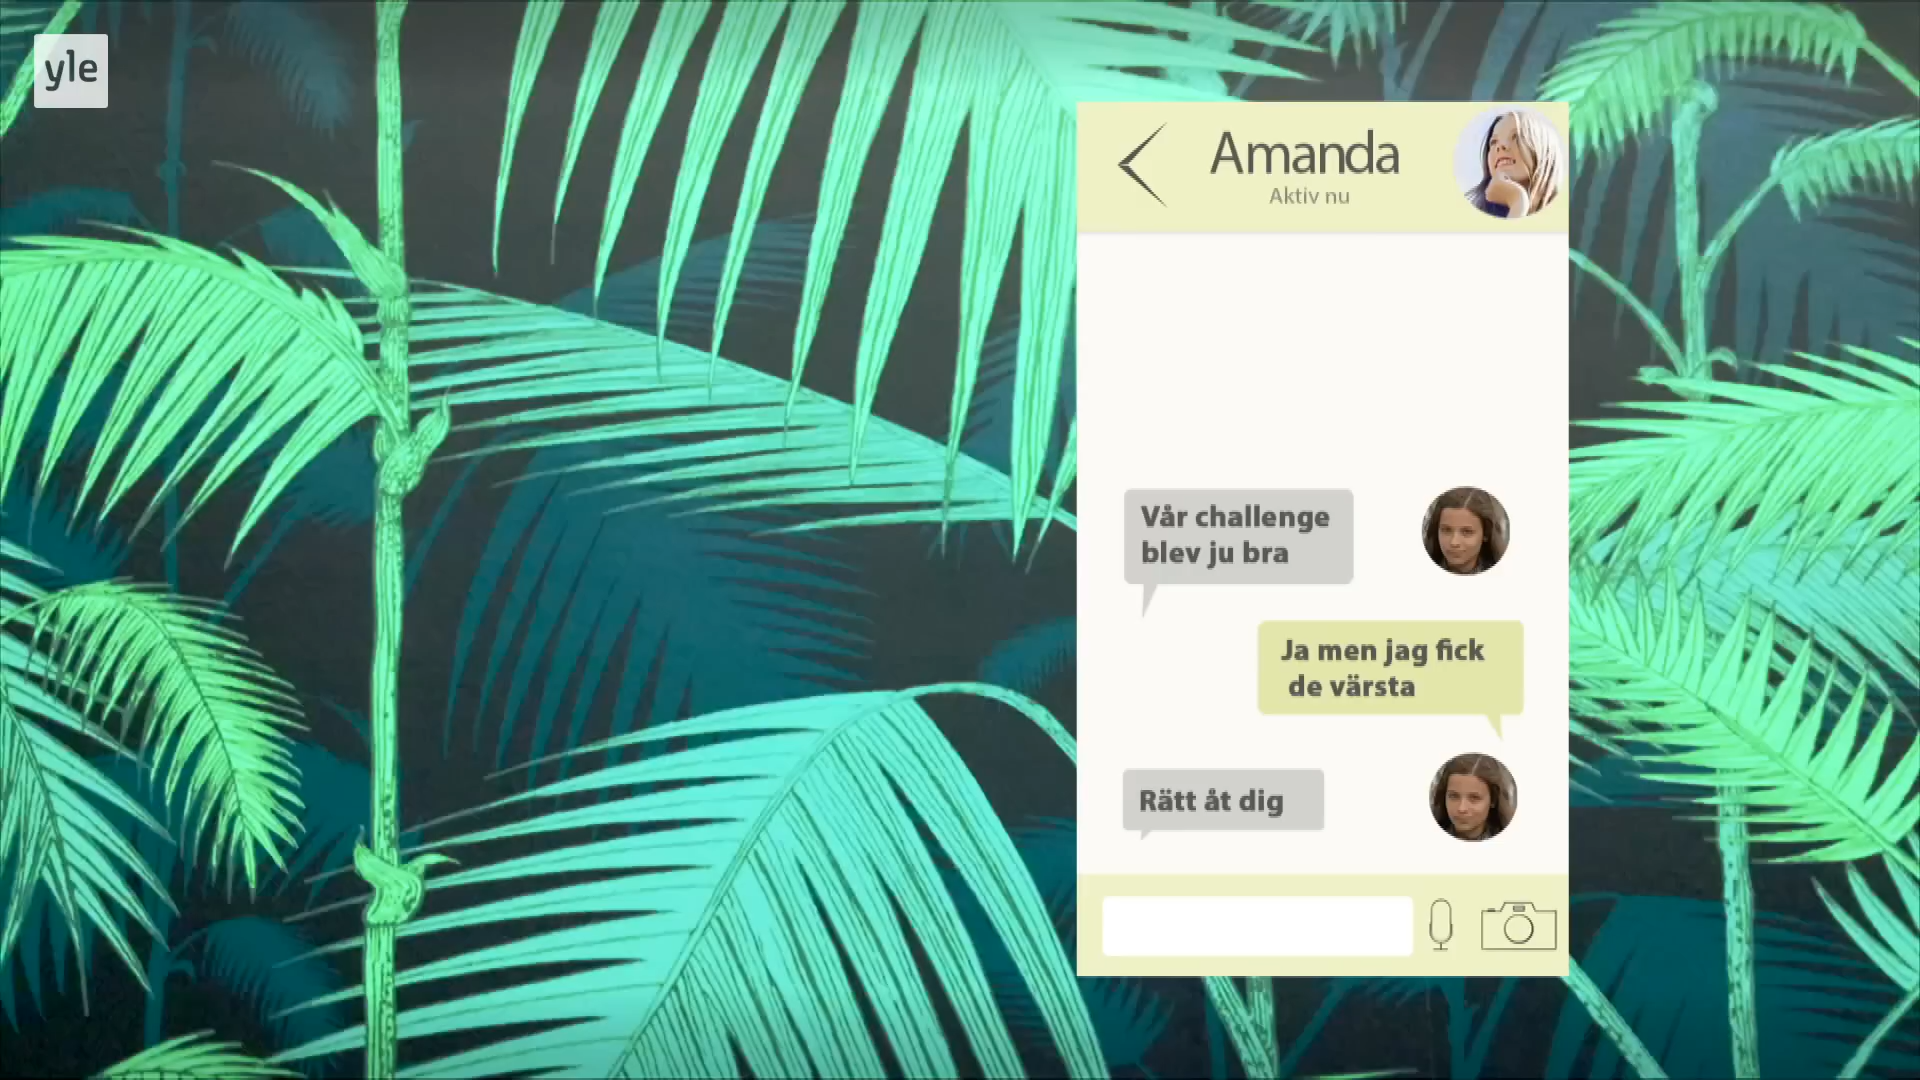 yle
Amanda
Aktiv nu
Vår challenge
blev ju bra
Ja men jag fick
de värsta
Rätt åt dig